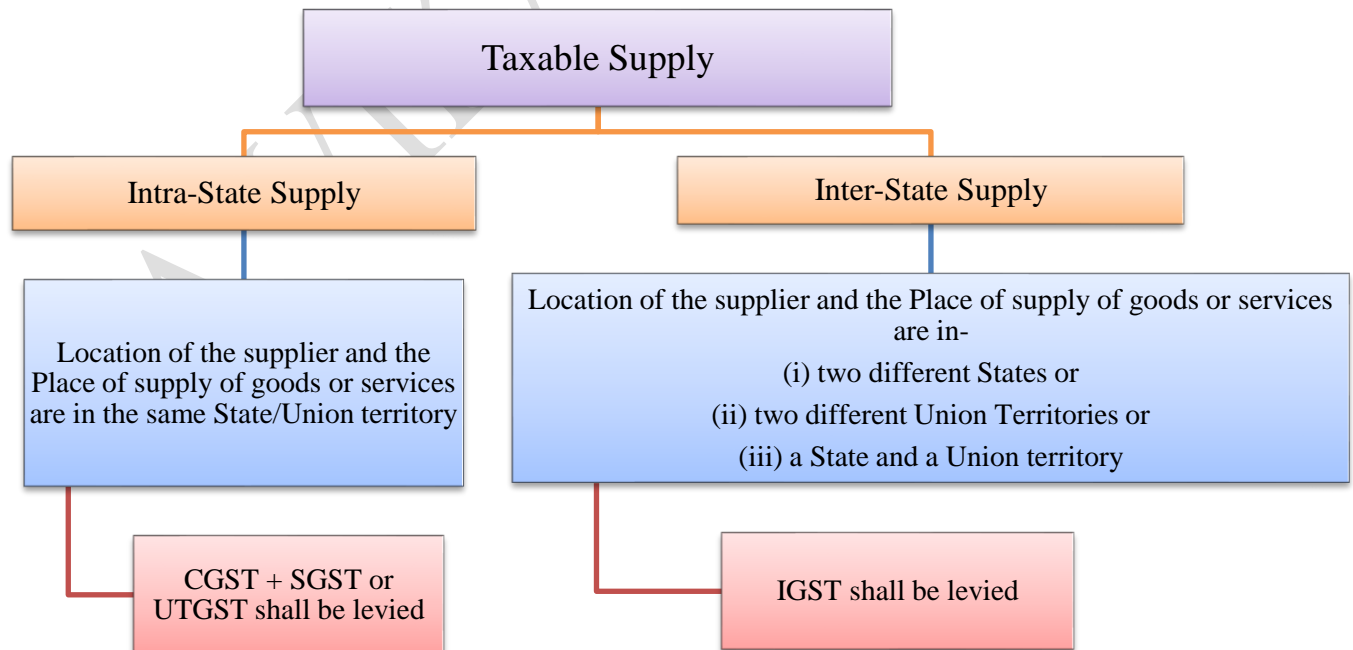 Taxable Supply
Intra-State Supply
Inter-State Supply
Location of the supplier and the
Place of supply of goods or services
are in the same State/Union territory
Location of the supplier and the Place of supply of goods or services
are in-
(i) two different States or
(ii) two different Union Territories or
(iii) a State and a Union territory
CGST + SGST or
UTGST shall be levied
IGST shall be levied